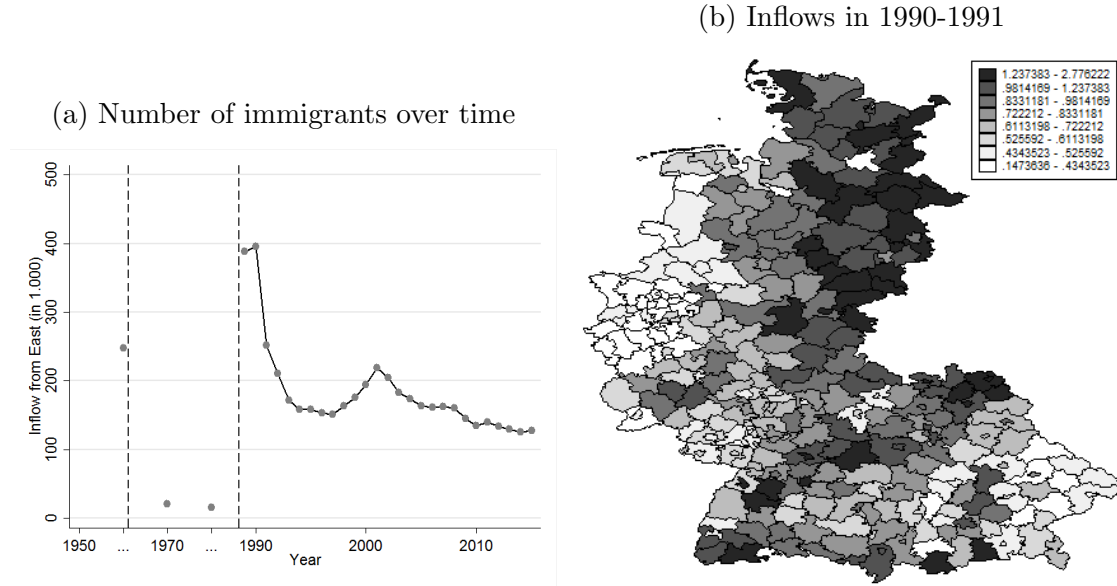 (b) Inflows in 1990-1991
1.237383 - 2.776222
.9814169 - 1.237383
.8331181 - .9814169
.722212 - .8331181
.6113198 - .722212
.525592 - .6113198
.4343523 - .525592
.1473636 - .4343523
(a) Number of immigrants over time
Inflow from East (in 1.000)
500
400
300
200
100
0
1950 ... 1970 ... 1990 2000 2010
Year